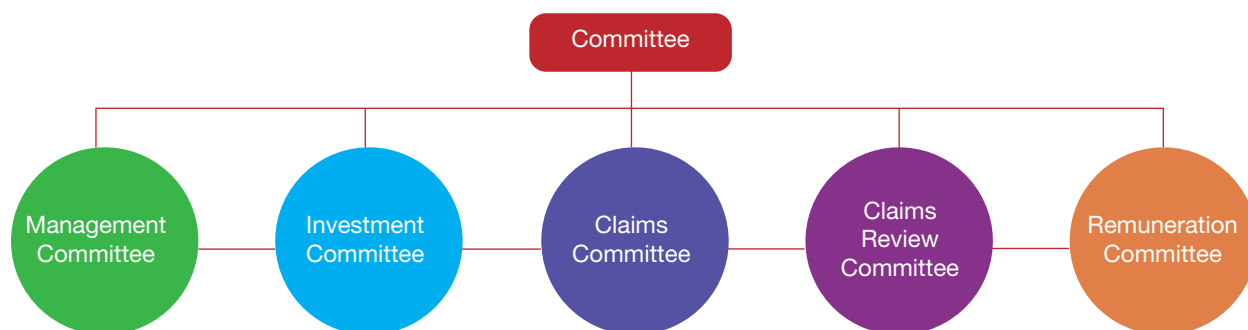 Committee
Management
Committee
Investment
Committee
Claims
Committee
Claims
Review
Committee
Remuneration
Committee